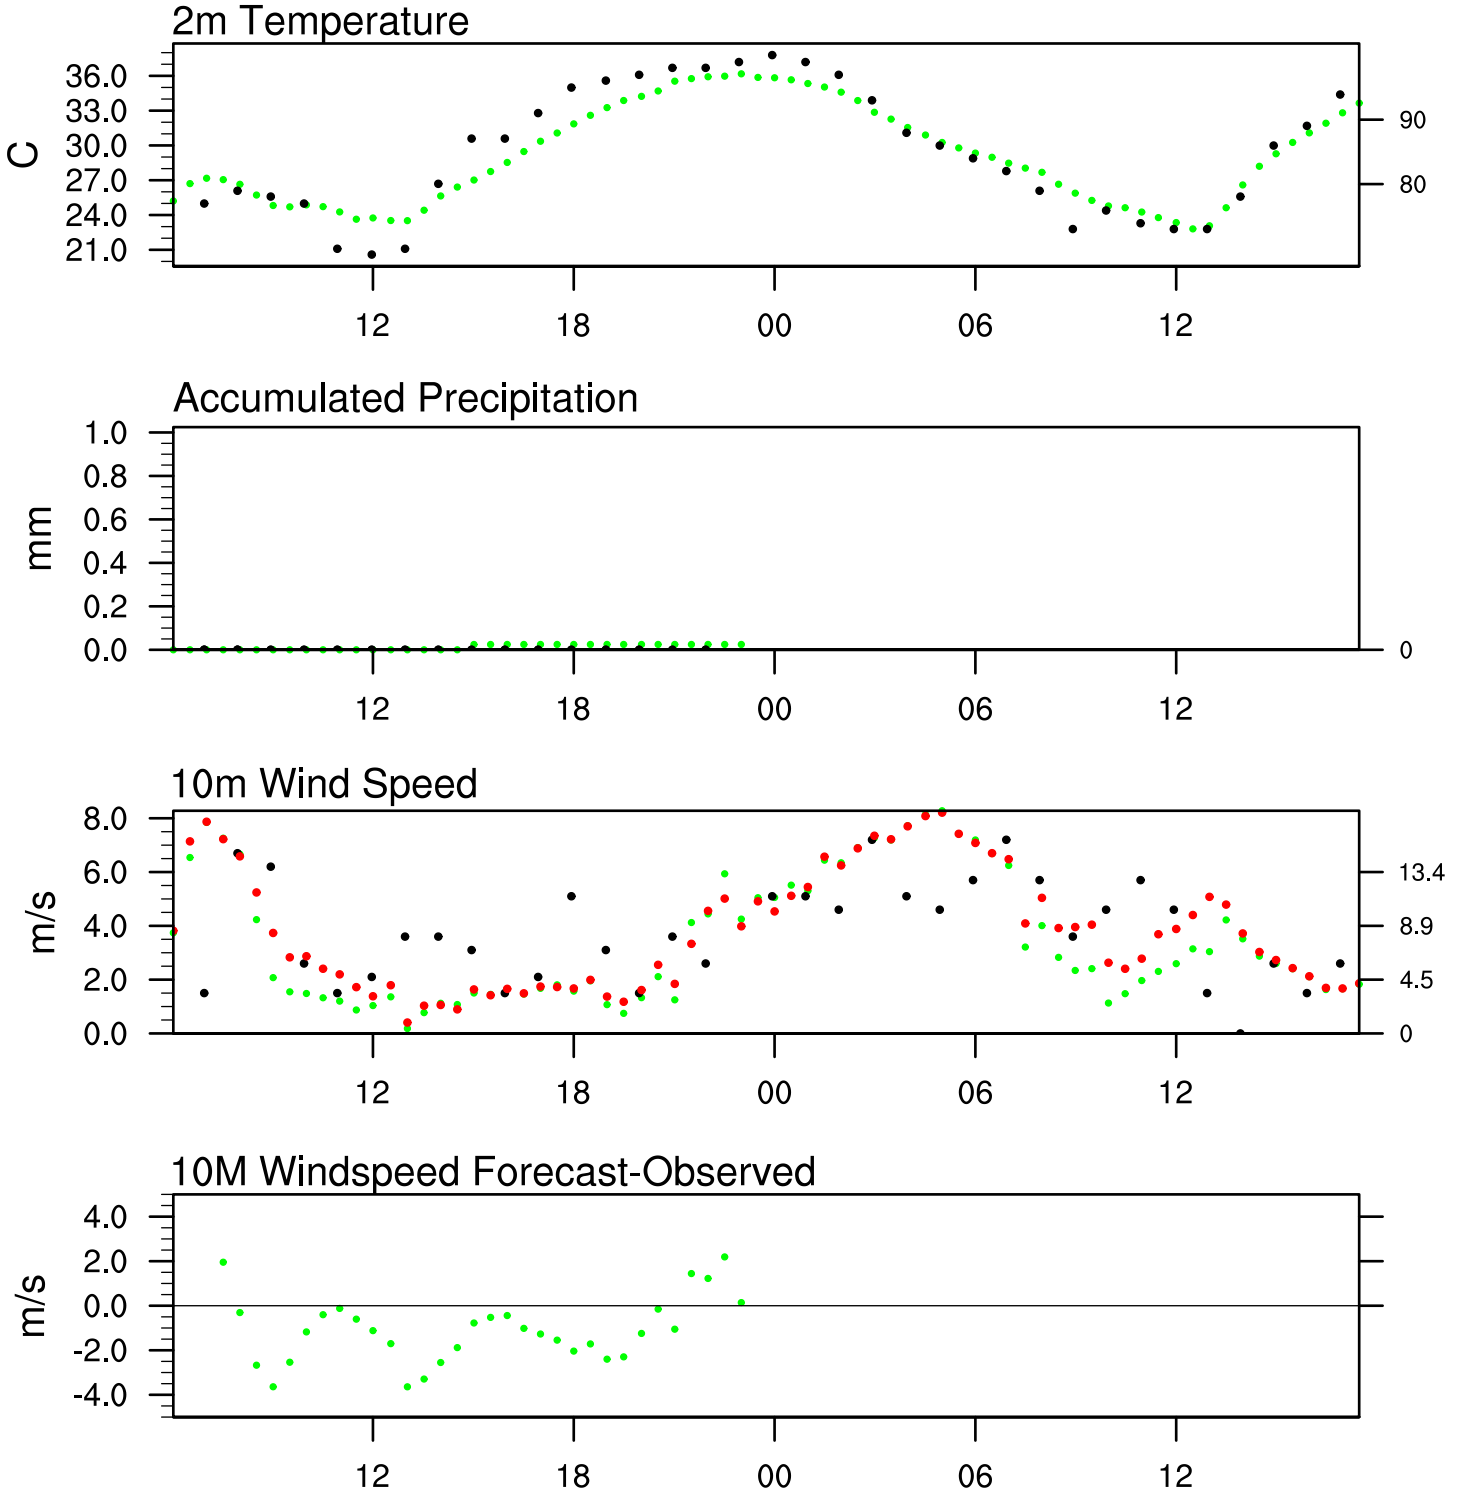 2m Temperature
36.0
33.0
30.0
27.0
24.0
21.0
C
90
80
12 18 00 06 12
Accumulated Precipitation
1.0
0.8
0.6
0.4
0.2
0.0
mm
0
12 18 00 06 12
10m Wind Speed
8.0
6.0
4.0
2.0
0.0
m/s
13.4
8.9
4.5
0
12 18 00 06 12
10M Windspeed Forecast-Observed
4.0
2.0
0.0
-2.0
-4.0
m/s
12 18 00 06 12